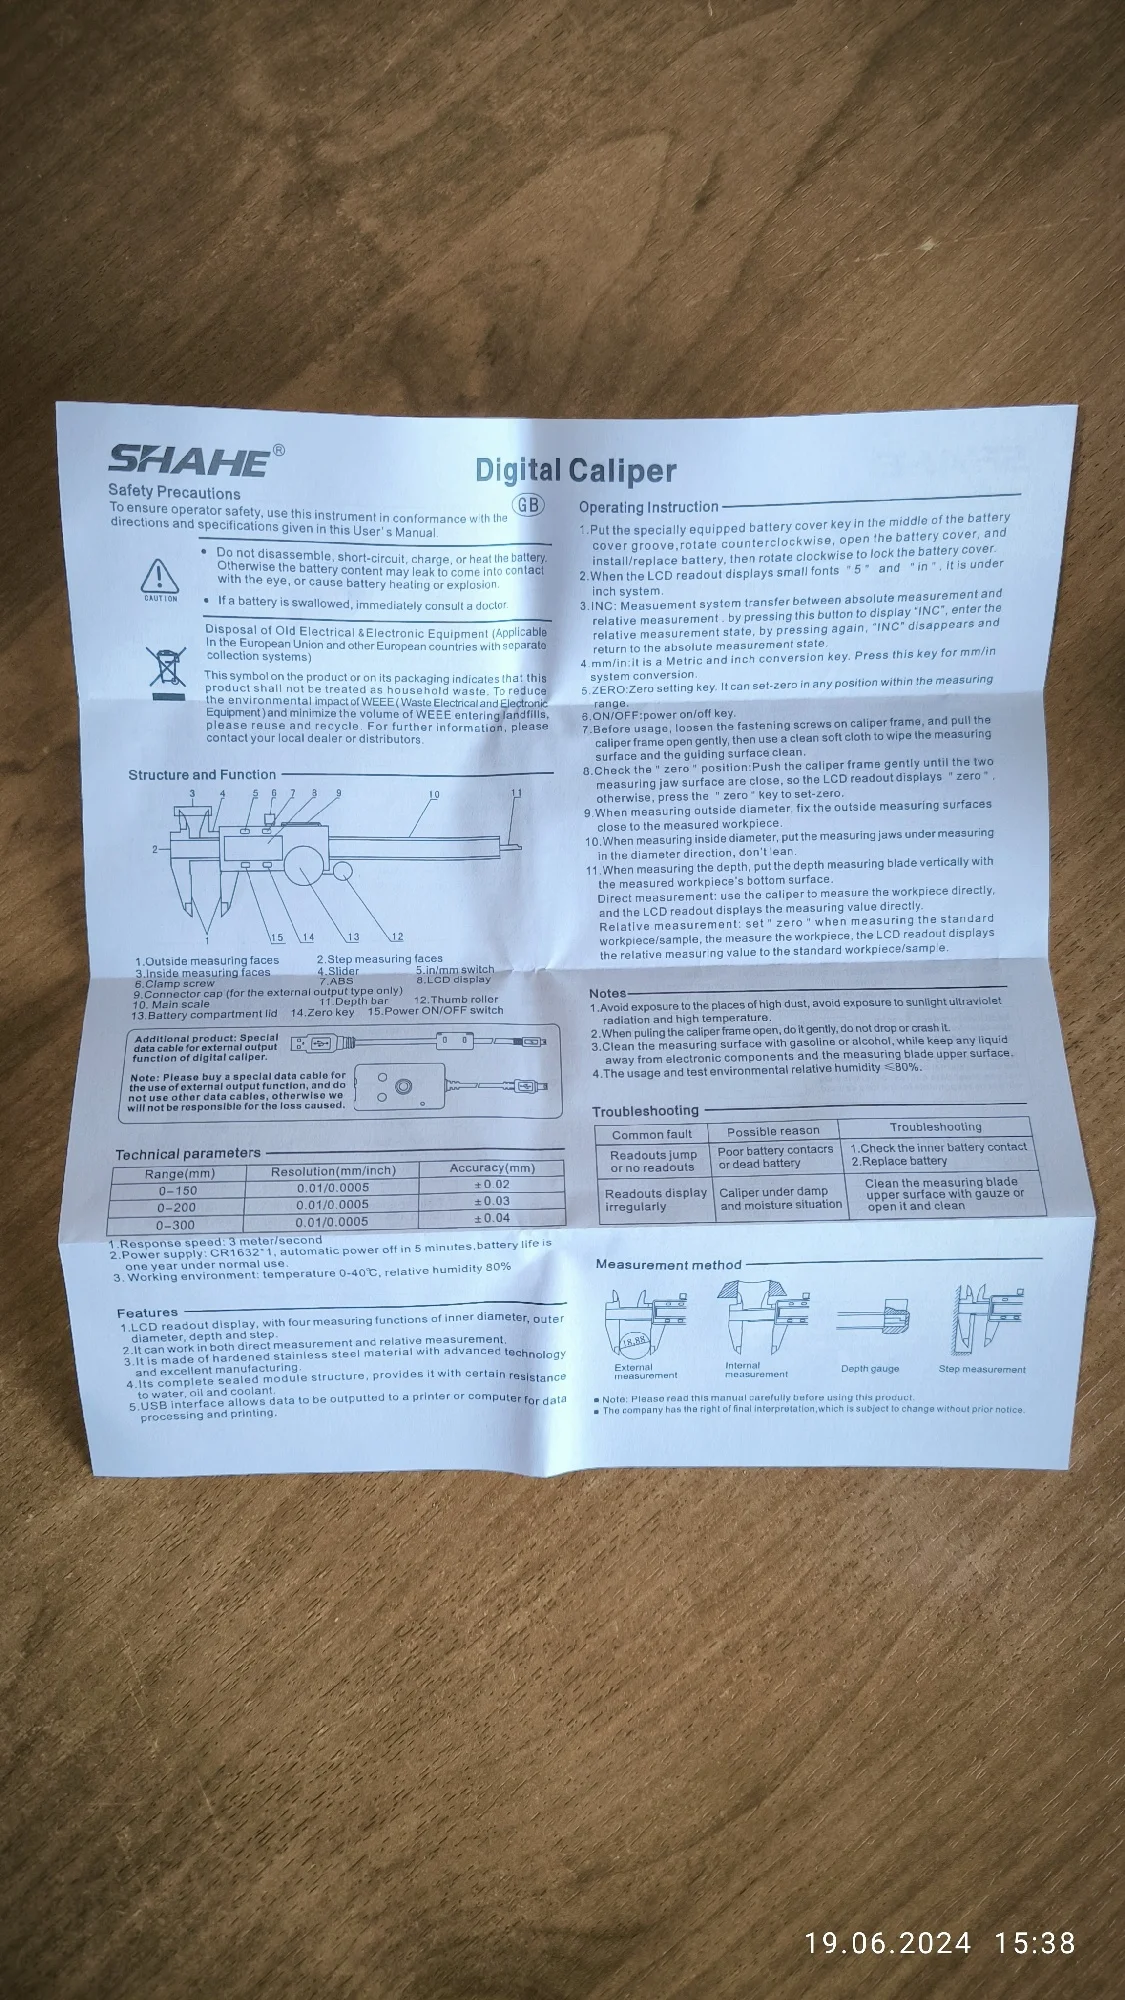 SHAHE®
Digital Caliper
Safety Precautions
GB
To ensure operator safety, use this instrument in conformance with the
directions and specifications given in this User's Manual.
CAUTION
• Do not disassemble, short-circuit, charge, or heat the battery.
Otherwise the battery content may leak to come into contact
with the eye, or cause battery heating or explosion.
• If a battery is swallowed, immediately consult a doctor.
Disposal of Old Electrical &Electronic Equipment (Applicable
In the European Union and other European countries with separate
collection systems)
This symbol on the product or on its packaging indicates that this
product shall not be treated as household waste. To reduce
the environmental impact of WEEE (Waste Electrical and Electronic
Equipment) and minimize the volume of WEEE entering landfills,
please reuse and recycle. For further information, please
contact your local dealer or distributors.
Structure and Function
3 4 5 6 7 8 9 10 11
2
1 15 14 13 12
1.Outside measuring faces 2.Step measuring faces
3.Inside measuring faces 4.Slider 5.in/mm switch
6.Clamp screw 7.ABS 8.LCD display
9.Connector cap (for the external output type only)
10. Main scale 11.Depth bar 12.Thumb roller
13.Battery compartment lid 14.Zero key 15.Power ON/OFF switch
Additional product: Special
data cable for external output
function of digital caliper.
Note: Please buy a special data cable for
the use of external output function, and do
not use other data cables, otherwise we
will not be responsible for the loss caused.
Technical parameters
Range(mm) Resolution(mm/inch) Accuracy(mm)
0-150 0.01/0.0005 ±0.02
0-200 0.01/0.0005 ±0.03
0-300 0.01/0.0005 ±0.04
1.Response speed: 3 meter/second
2.Power supply: CR1632*1, automatic power off in 5 minutes,battery life is
one year under normal use.
3. Working environment: temperature 0-40℃, relative humidity 80%
Features
1.LCD readout display, with four measuring functions of inner diameter, outer
diameter, depth and step.
2.It can work in both direct measurement and relative measurement.
3.It is made of hardened stainless steel material with advanced technology
and excellent manufacturing.
4.Its complete sealed module structure, provides it with certain resistance
to water, oil and coolant.
5.USB interface allows data to be outputted to a printer or computer for data
processing and printing.
Operating Instruction
1.Put the specially equipped battery cover key in the middle of the battery
cover groove,rotate counterclockwise, open the battery cover, and
install/replace battery, then rotate clockwise to lock the battery cover.
2.When the LCD readout displays small fonts "5" and "in", it is under
inch system.
3.INC: Measuement system transfer between absolute measurement and
relative measurement . by pressing this button to display "INC", enter the
relative measurement state, by pressing again, "INC" disappears and
return to the absolute measurement state.
4.mm/in:it is a Metric and inch conversion key. Press this key for mm/in
system conversion.
5.ZERO:Zero setting key. It can set-zero in any position within the measuring
range.
6.ON/OFF:power on/off key.
7.Before usage, loosen the fastening screws on caliper frame, and pull the
caliper frame open gently, then use a clean soft cloth to wipe the measuring
surface and the guiding surface clean.
8.Check the " zero " position:Push the caliper frame gently until the two
measuring jaw surface are close, so the LCD readout displays " zero ",
otherwise, press the " zero " key to set-zero.
9.When measuring outside diameter, fix the outside measuring surfaces
close to the measured workpiece.
10.When measuring inside diameter, put the measuring jaws under measuring
in the diameter direction, don't lean.
11.When measuring the depth, put the depth measuring blade vertically with
the measured workpiece's bottom surface.
Direct measurement: use the caliper to measure the workpiece directly,
and the LCD readout displays the measuring value directly.
Relative measurement: set " zero " when measuring the standard
workpiece/sample, the measure the workpiece, the LCD readout displays
the relative measuring value to the standard workpiece/sample.
Notes
1.Avoid exposure to the places of high dust, avoid exposure to sunlight ultraviolet
radiation and high temperature.
2.When puling the caliper frame open, do it gently, do not drop or crash it.
3.Clean the measuring surface with gasoline or alcohol, while keep any liquid
away from electronic components and the measuring blade upper surface.
4.The usage and test environmental relative humidity ≤80%.
Troubleshooting
Common fault Possible reason Troubleshooting
Readouts jump
or no readouts
Poor battery contacrs
or dead battery
1.Check the inner battery contact
2.Replace battery
Readouts display
irregularly
Caliper under damp
and moisture situation
Clean the measuring blade
upper surface with gauze or
open it and clean
Measurement method
18.88
External
measurement
Internal
measurement
Depth gauge
Step measurement
■ Note: Please read this manual carefully before using this product.
■ The company has the right of final interpretation,which is subject to change without prior notice.
19.06.2024 15:38